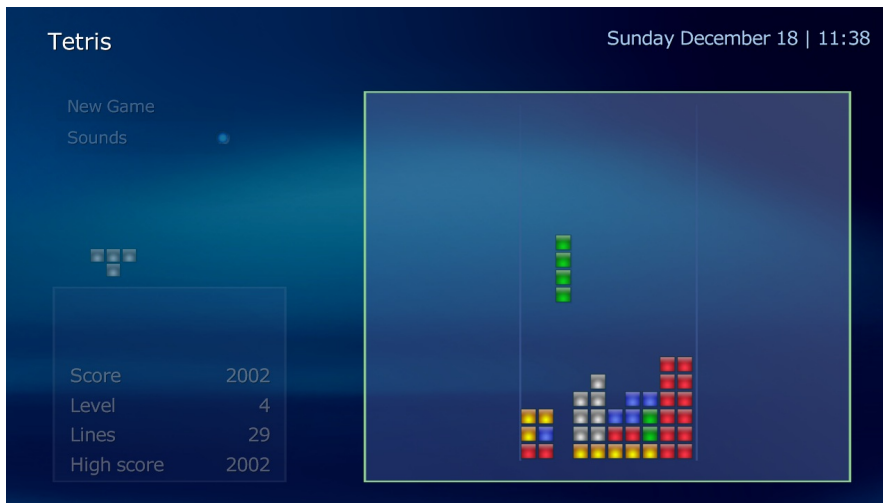 Tetris
Sunday December 18 | 11:38
New Game
Sounds
Score 2002
Level 4
Lines 29
High score 2002